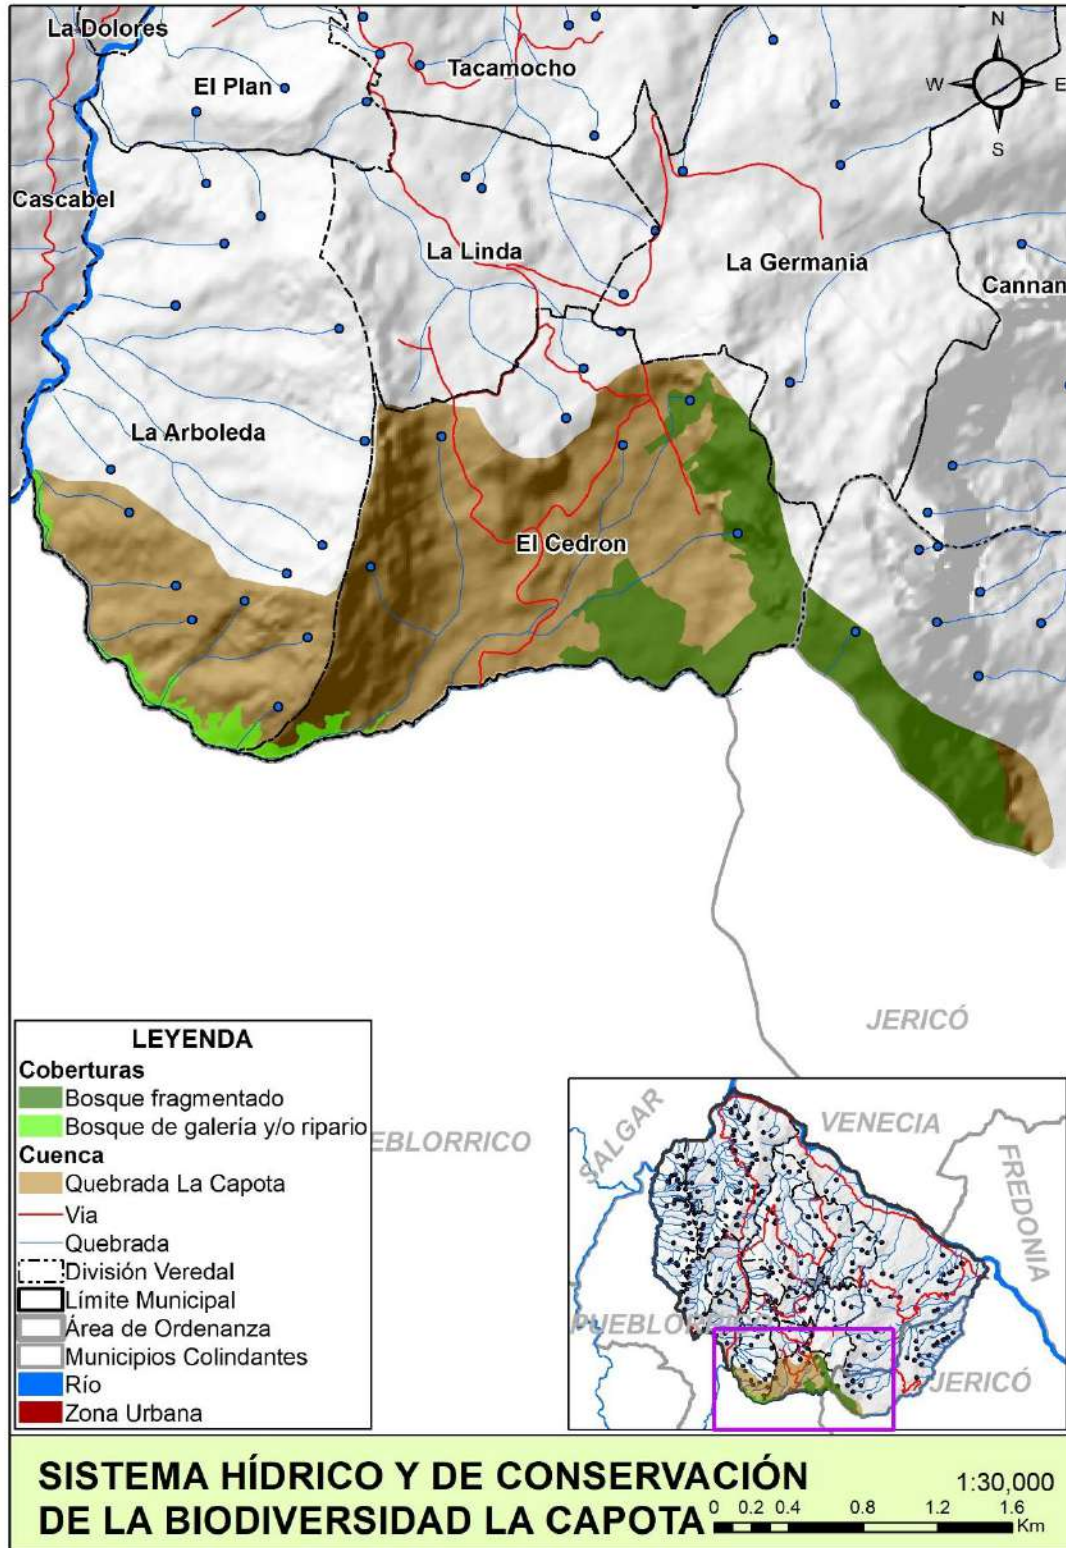 La Dolores
N
Tacamocho
El Plan
W
E
S
Cascabel
La Linda
La Germania
Cannan
La Arboleda
El Cedron
JERICÓ
LEYENDA
Coberturas
Bosque fragmentado
Bosque de galería y/o ripario
Cuenca
Quebrada La Capota
Via
Quebrada
División Veredal
Límite Municipal
Área de Ordenanza
Municipios Colindantes
Río
Zona Urbana
EBLORRICO
SALGAR
VENECIA
FREDONIA
PUEBLORRICO
JERICÓ
SISTEMA HÍDRICO Y DE CONSERVACIÓN
DE LA BIODIVERSIDAD LA CAPOTA
1:30,000
0 0.2 0.4 0.8 1.2 1.6
Km